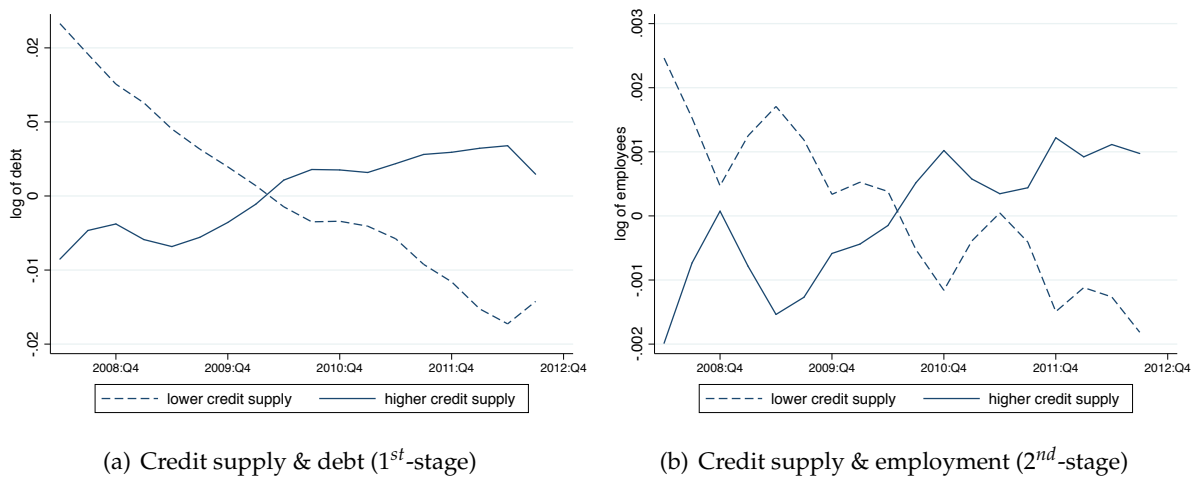 log of debt
.02
.01
0
-.01
-.02
2008:Q4 2009:Q4 2010:Q4 2011:Q4 2012:Q4
lower credit supply higher credit supply
(a) Credit supply & debt (1st-stage)
log of employees
.003
.002
.001
0
-.001
-.002
2008:Q4 2009:Q4 2010:Q4 2011:Q4 2012:Q4
lower credit supply higher credit supply
(b) Credit supply & employment (2nd-stage)